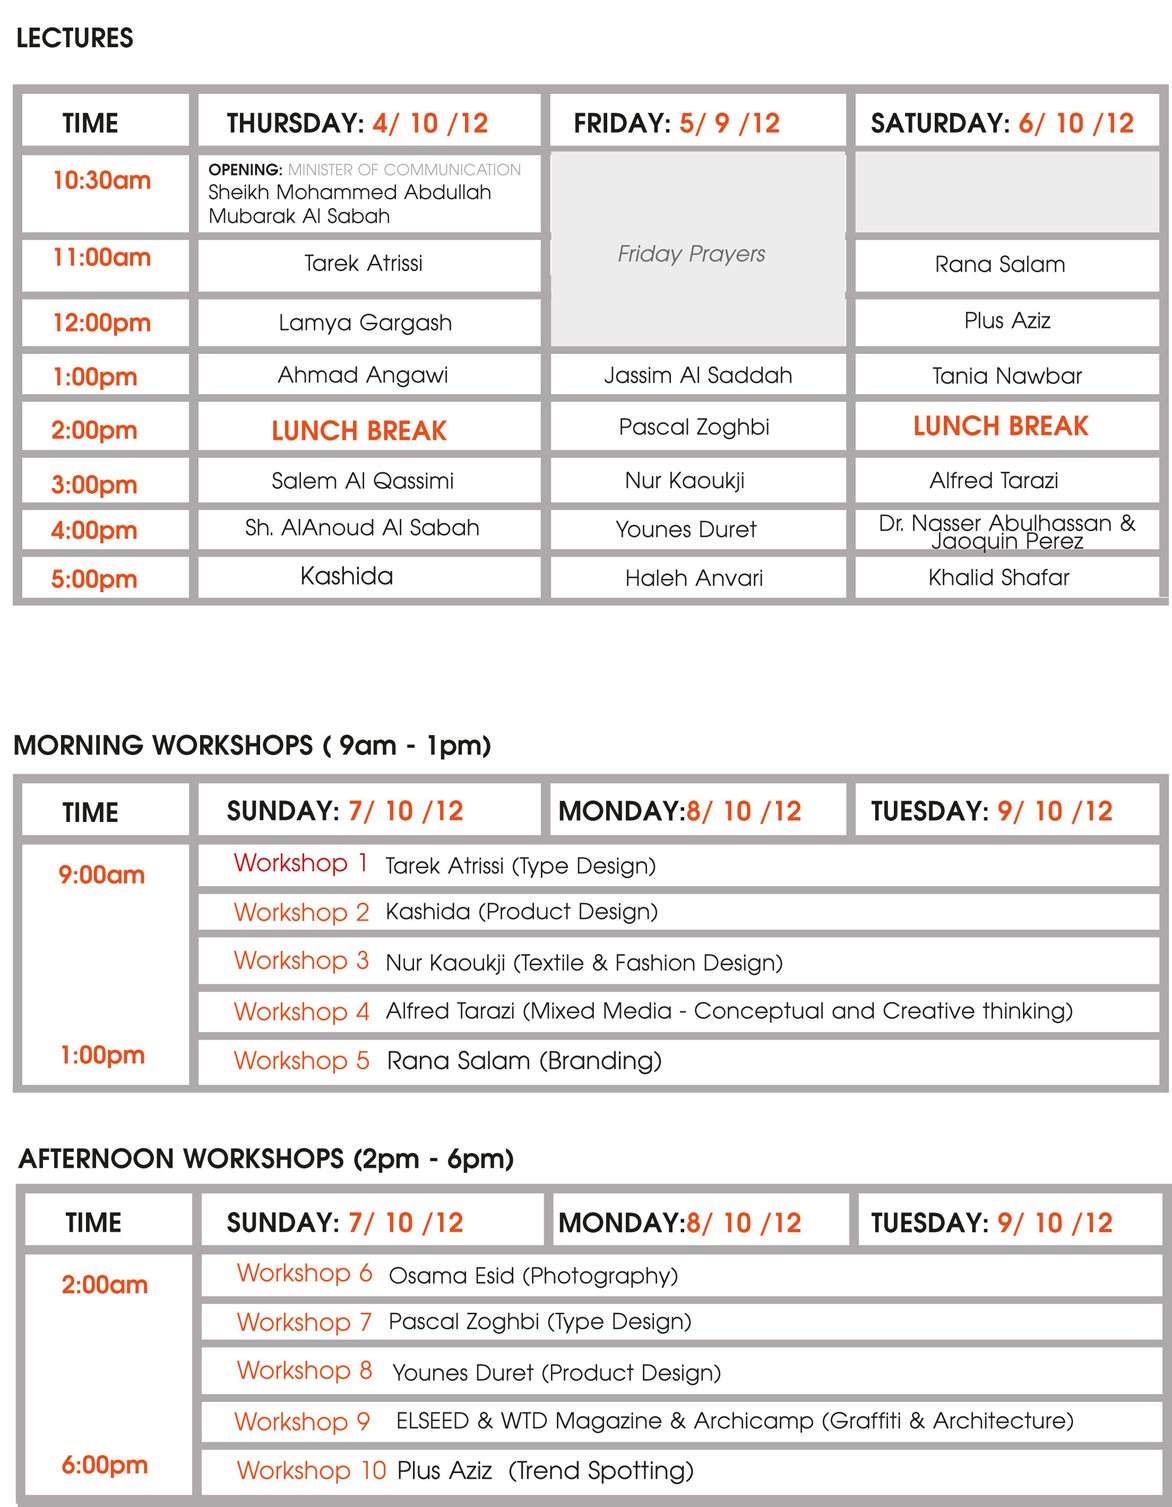 LECTURES
TIME THURSDAY: 4/ 10 /12 FRIDAY: 5/ 9 /12 SATURDAY: 6/ 10 /12
10:30am OPENING: MINISTER OF COMMUNICATION
Sheikh Mohammed Abdullah
Mubarak Al Sabah
Friday Prayers
11:00am Tarek Atrissi Rana Salam
12:00pm Lamya Gargash Plus Aziz
1:00pm Ahmad Angawi Jassim Al Saddah Tania Nawbar
2:00pm LUNCH BREAK Pascal Zoghbi LUNCH BREAK
3:00pm Salem Al Qassimi Nur Kaoukji Alfred Tarazi
4:00pm Sh. AlAnoud Al Sabah Younes Duret Dr. Nasser Abulhassan &
Jaoquin Perez
5:00pm Kashida Haleh Anvari Khalid Shafar
MORNING WORKSHOPS ( 9am - 1pm)
TIME SUNDAY: 7/ 10 /12 MONDAY:8/ 10 /12 TUESDAY: 9/ 10 /12
9:00am Workshop 1 Tarek Atrissi (Type Design)
Workshop 2 Kashida (Product Design)
Workshop 3 Nur Kaoukji (Textile & Fashion Design)
Workshop 4 Alfred Tarazi (Mixed Media - Conceptual and Creative thinking)
1:00pm Workshop 5 Rana Salam (Branding)
AFTERNOON WORKSHOPS (2pm - 6pm)
TIME SUNDAY: 7/ 10 /12 MONDAY:8/ 10 /12 TUESDAY: 9/ 10 /12
2:00am Workshop 6 Osama Esid (Photography)
Workshop 7 Pascal Zoghbi (Type Design)
Workshop 8 Younes Duret (Product Design)
Workshop 9 ELSEED & WTD Magazine & Archicamp (Graffiti & Architecture)
6:00pm Workshop 10 Plus Aziz (Trend Spotting)